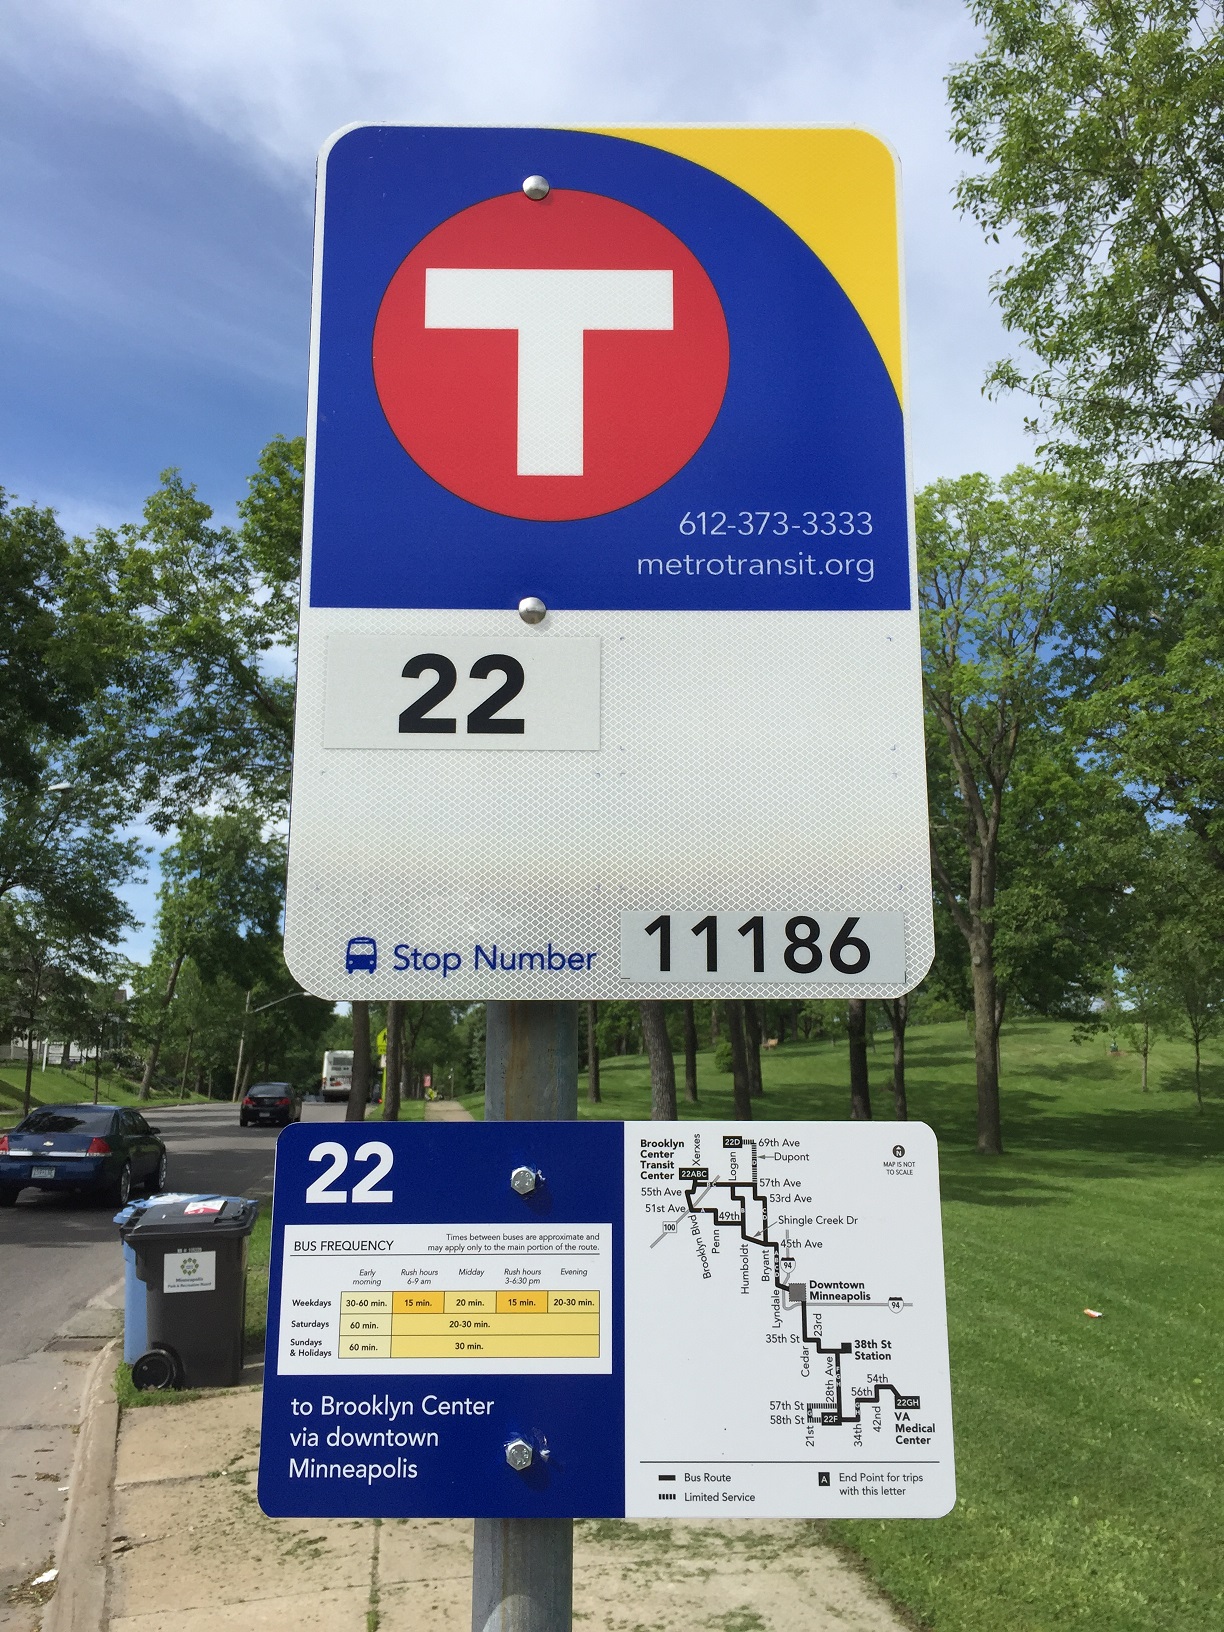 T
612-373-3333
metrotransit.org
22
Stop Number 11186
22
BUS FREQUENCY
Times between buses are approximate and
may apply only to the main portion of the route.
Early morning Rush hours 6-9 am Midday Rush hours 3-6:30 pm Evening
Weekdays 30-60 min. 15 min. 20 min. 15 min. 20-30 min.
Saturdays 60 min. 20-30 min.
Sundays & Holidays 60 min. 30 min.
to Brooklyn Center
via downtown
Minneapolis
Brooklyn
Center
Transit
Center
Xerxes
22D
69th Ave
Logan
Dupont
22ABC
55th Ave
57th Ave
51st Ave
53rd Ave
100
Brooklyn Blvd
Penn
49th
Shingle Creek Dr
Humboldt
Bryant
45th Ave
94
Lyndale
Downtown
Minneapolis
94
35th St
23rd
Cedar
38th St
Station
28th Ave
54th
56th
57th St
58th St
22F
22GH
21st
34th
42nd
VA
Medical
Center
N
MAP IS NOT
TO SCALE
Bus Route
Limited Service
A End Point for trips
with this letter
Minneapolis
Park & Recreation Board